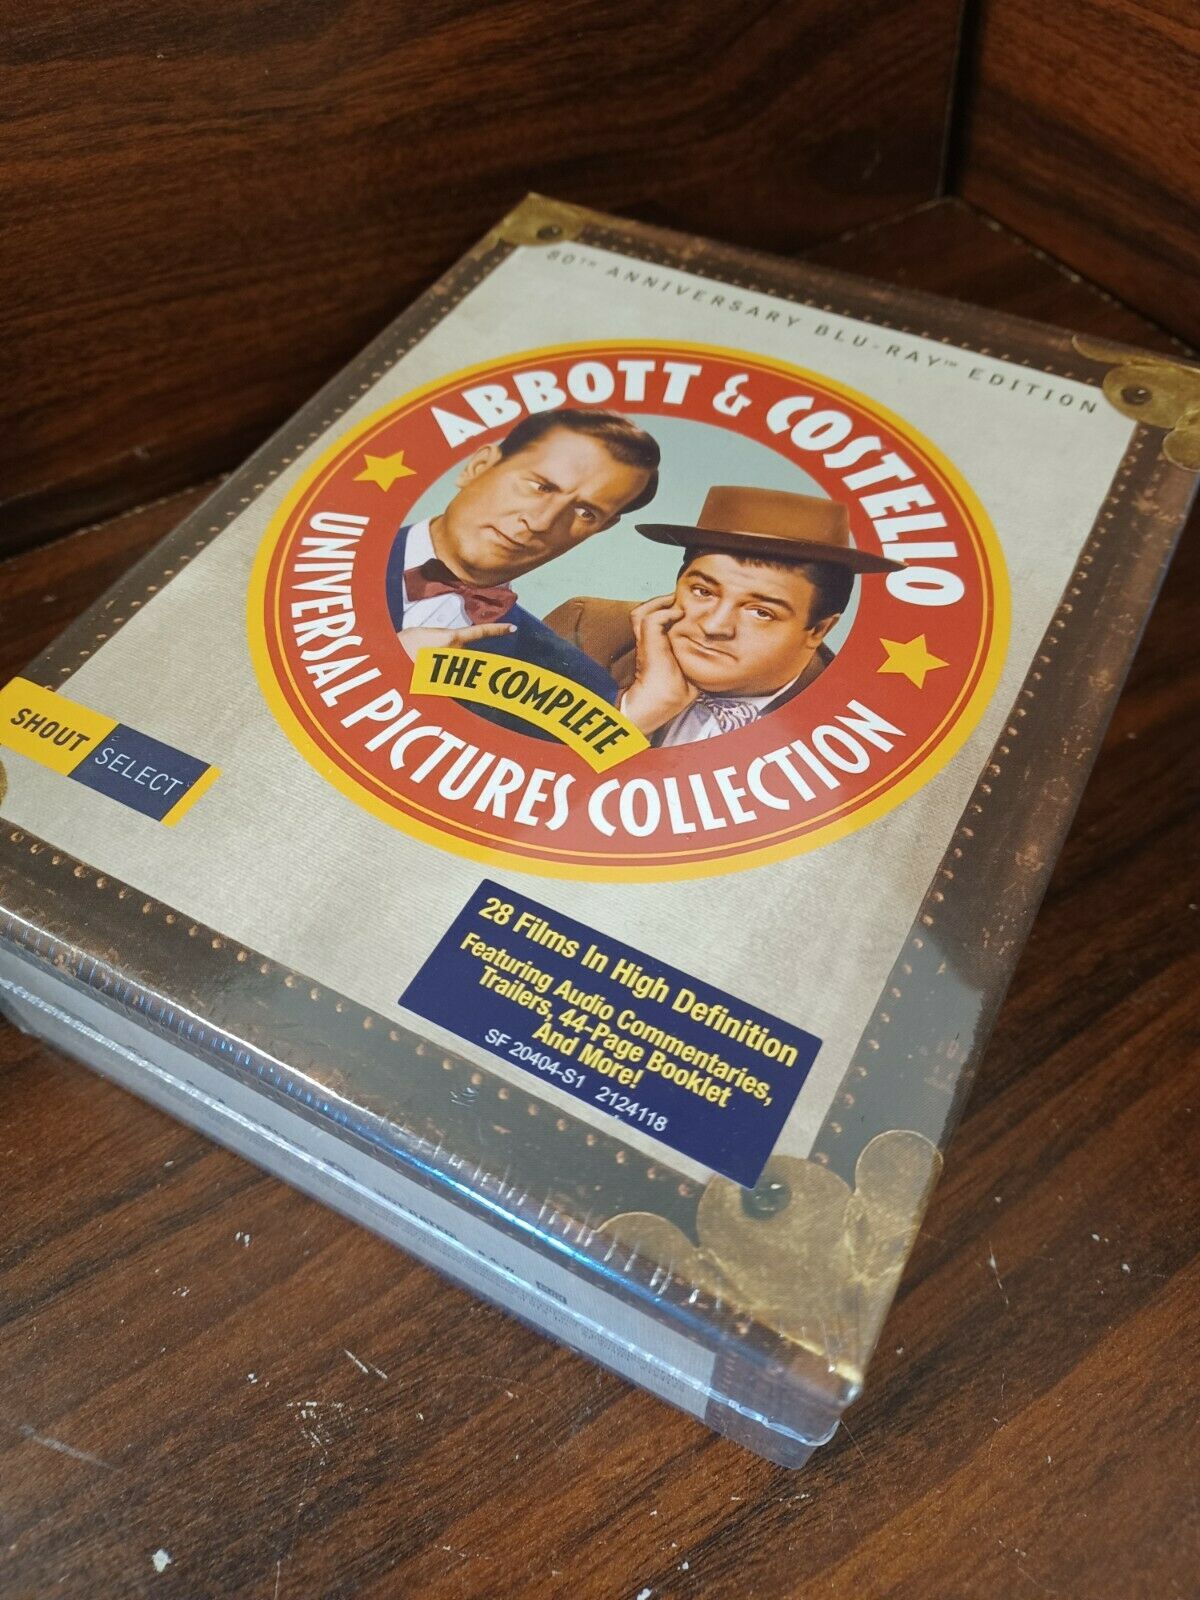 80TH ANNIVERSARY BLU-RAY™ EDITION
ABBOTT & COSTELLO
THE COMPLETE
UNIVERSAL PICTURES COLLECTION
SHOUT SELECT
28 Films In High Definition
Featuring Audio Commentaries,
Trailers, 44-Page Booklet
And More!
SF 20404-S1 2124118